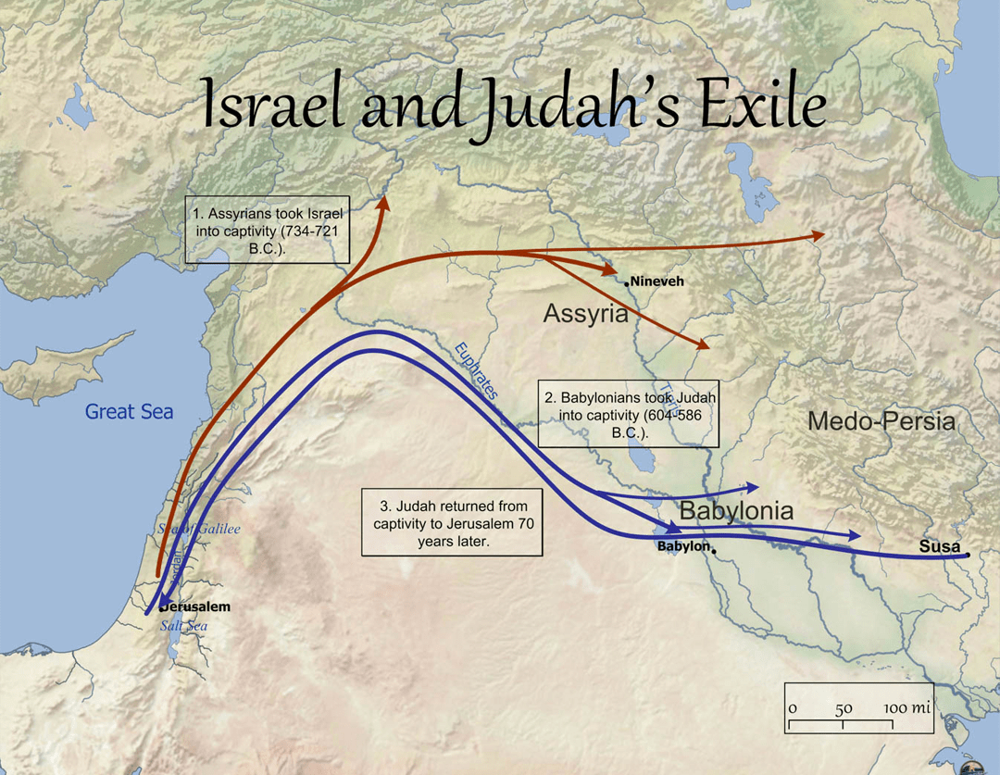 Israel and Judah's Exile
1. Assyrians took Israel
into captivity (734-721
B.C.).
Nineveh
Assyria
Euphrates
Great Sea
Tigris
2. Babylonians took Judah
into captivity (604-586
B.C.).
Medo-Persia
3. Judah returned from
captivity to Jerusalem 70
years later.
Babylonia
Sea of Galilee
Babylon
Susa
Jordan
Jerusalem
Salt Sea
0 50 100 mi